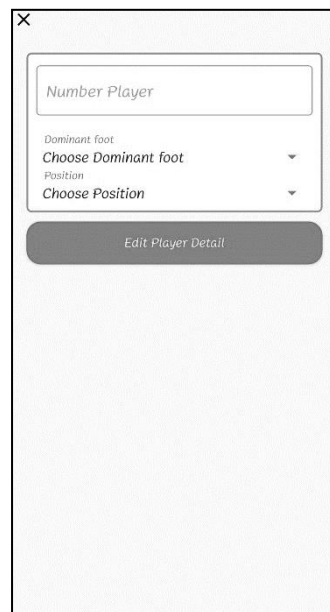 Number Player
Dominant foot
Choose Dominant foot
Position
Choose Position
Edit Player Detail